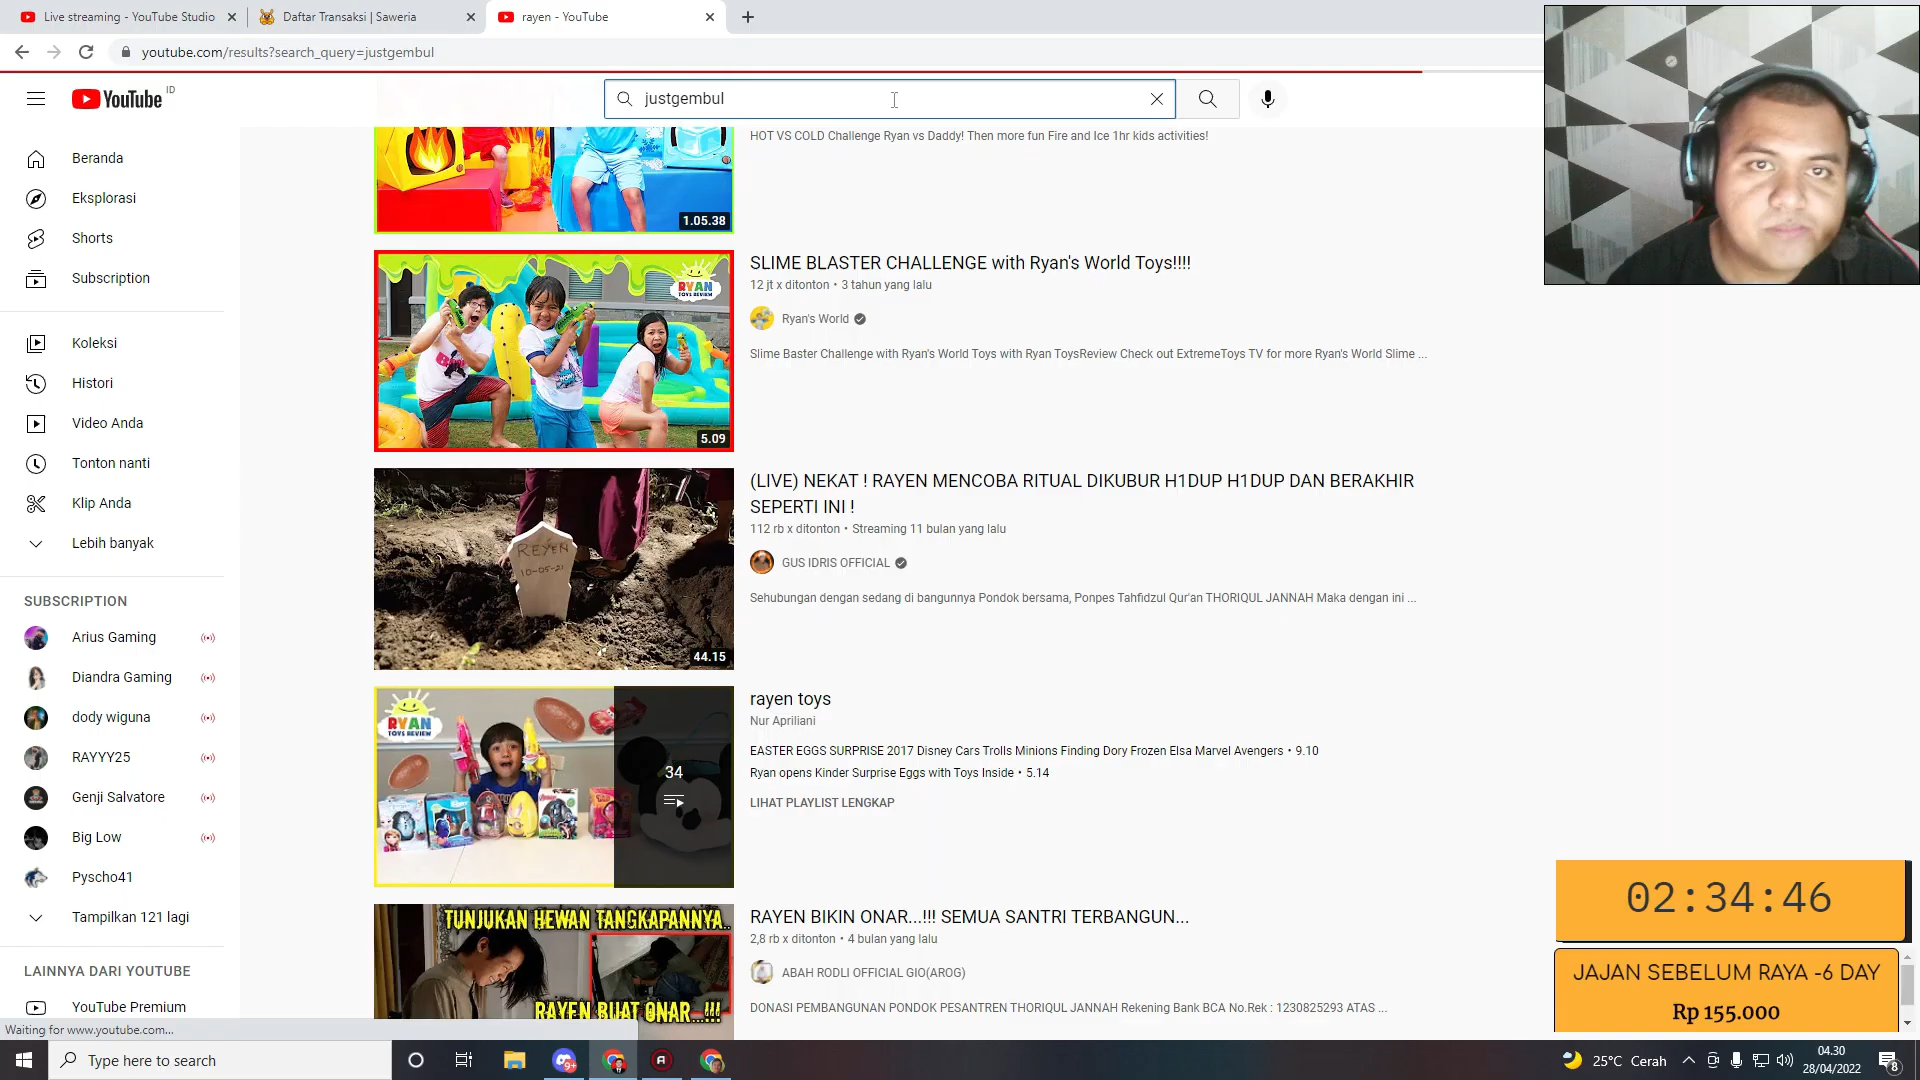 Live streaming - YouTube Studio
Daftar Transaksi | Saweria
rayen - YouTube
youtube.com/results?search_query=justgembul
YouTube ID
justgembul
Beranda
Eksplorasi
Shorts
Subscription
Koleksi
Histori
Video Anda
Tonton nanti
Klip Anda
Lebih banyak
SUBSCRIPTION
Arius Gaming
Diandra Gaming
dody wiguna
RAYYY25
Genji Salvatore
Big Low
Pyscho41
Tampilkan 121 lagi
LAINNYA DARI YOUTUBE
YouTube Premium
Waiting for www.youtube.com...
HOT VS COLD Challenge Ryan vs Daddy! Then more fun Fire and Ice 1hr kids activities!
1.05.38
RYAN
TOYS REVIEW
5.09
SLIME BLASTER CHALLENGE with Ryan's World Toys!!!!
12 jt x ditonton • 3 tahun yang lalu
Ryan's World
Slime Baster Challenge with Ryan's World Toys with Ryan ToysReview Check out ExtremeToys TV for more Ryan's World Slime ...
REYEN
10-05-21
44.15
(LIVE) NEKAT ! RAYEN MENCOBA RITUAL DIKUBUR H1DUP H1DUP DAN BERAKHIR
SEPERTI INI !
112 rb x ditonton • Streaming 11 bulan yang lalu
GUS IDRIS OFFICIAL
Sehubungan dengan sedang di bangunnya Pondok bersama, Ponpes Tahfidzul Qur'an THORIQUL JANNAH Maka dengan ini ...
RYAN
TOYS REVIEW
34
rayen toys
Nur Apriliani
EASTER EGGS SURPRISE 2017 Disney Cars Trolls Minions Finding Dory Frozen Elsa Marvel Avengers • 9.10
Ryan opens Kinder Surprise Eggs with Toys Inside • 5.14
LIHAT PLAYLIST LENGKAP
TUNJUKAN HEWAN TANGKAPANNYA..
RAYEN BUAT ONAR...!!!
RAYEN BIKIN ONAR...!!! SEMUA SANTRI TERBANGUN...
2,8 rb x ditonton • 4 bulan yang lalu
ABAH RODLI OFFICIAL GIO(AROG)
DONASI PEMBANGUNAN PONDOK PESANTREN THORIQUL JANNAH Rekening Bank BCA No.Rek : 1230825293 ATAS ...
02:34:46
JAJAN SEBELUM RAYA -6 DAY
Rp 155.000
Type here to search
9+
25°C Cerah
04.30
28/04/2022
8